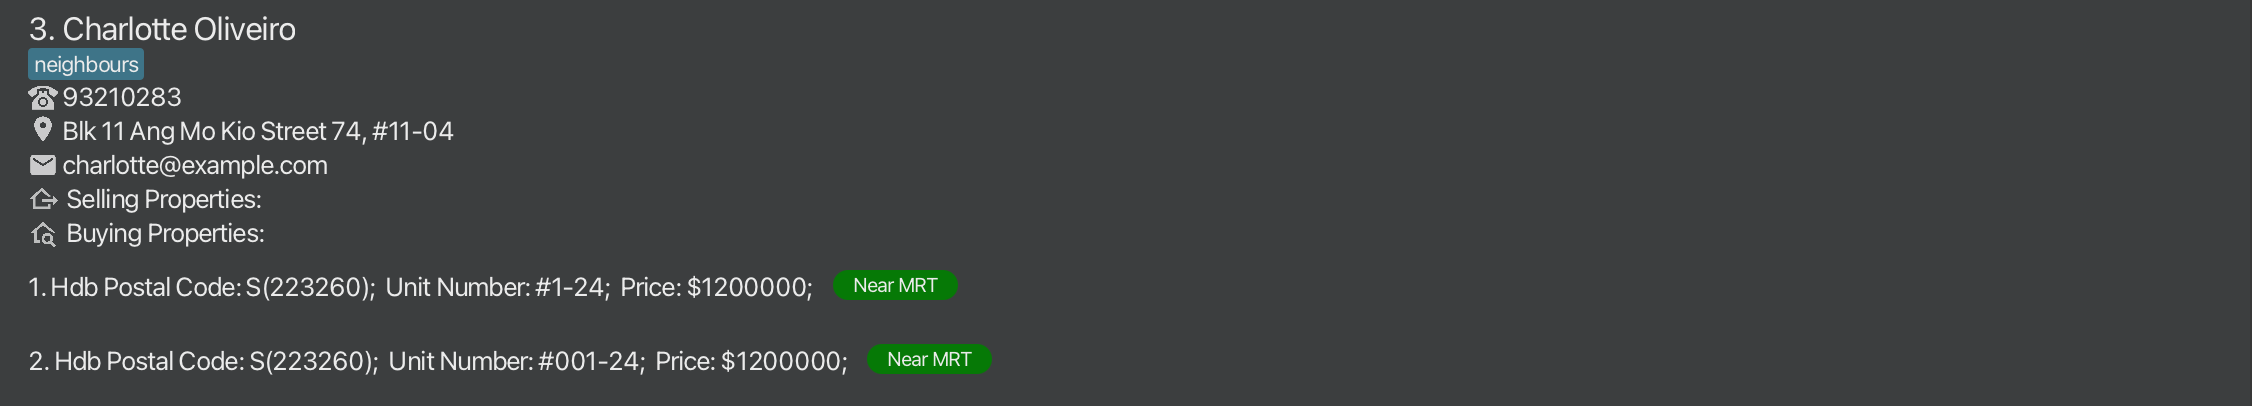 3. Charlotte Oliveiro
neighbours
93210283
Blk 11 Ang Mo Kio Street 74, #11-04
charlotte@example.com
Selling Properties:
Buying Properties:
1. Hdb Postal Code: S(223260);  Unit Number: #1-24;  Price: $1200000;  Near MRT
2. Hdb Postal Code: S(223260);  Unit Number: #001-24;  Price: $1200000;  Near MRT